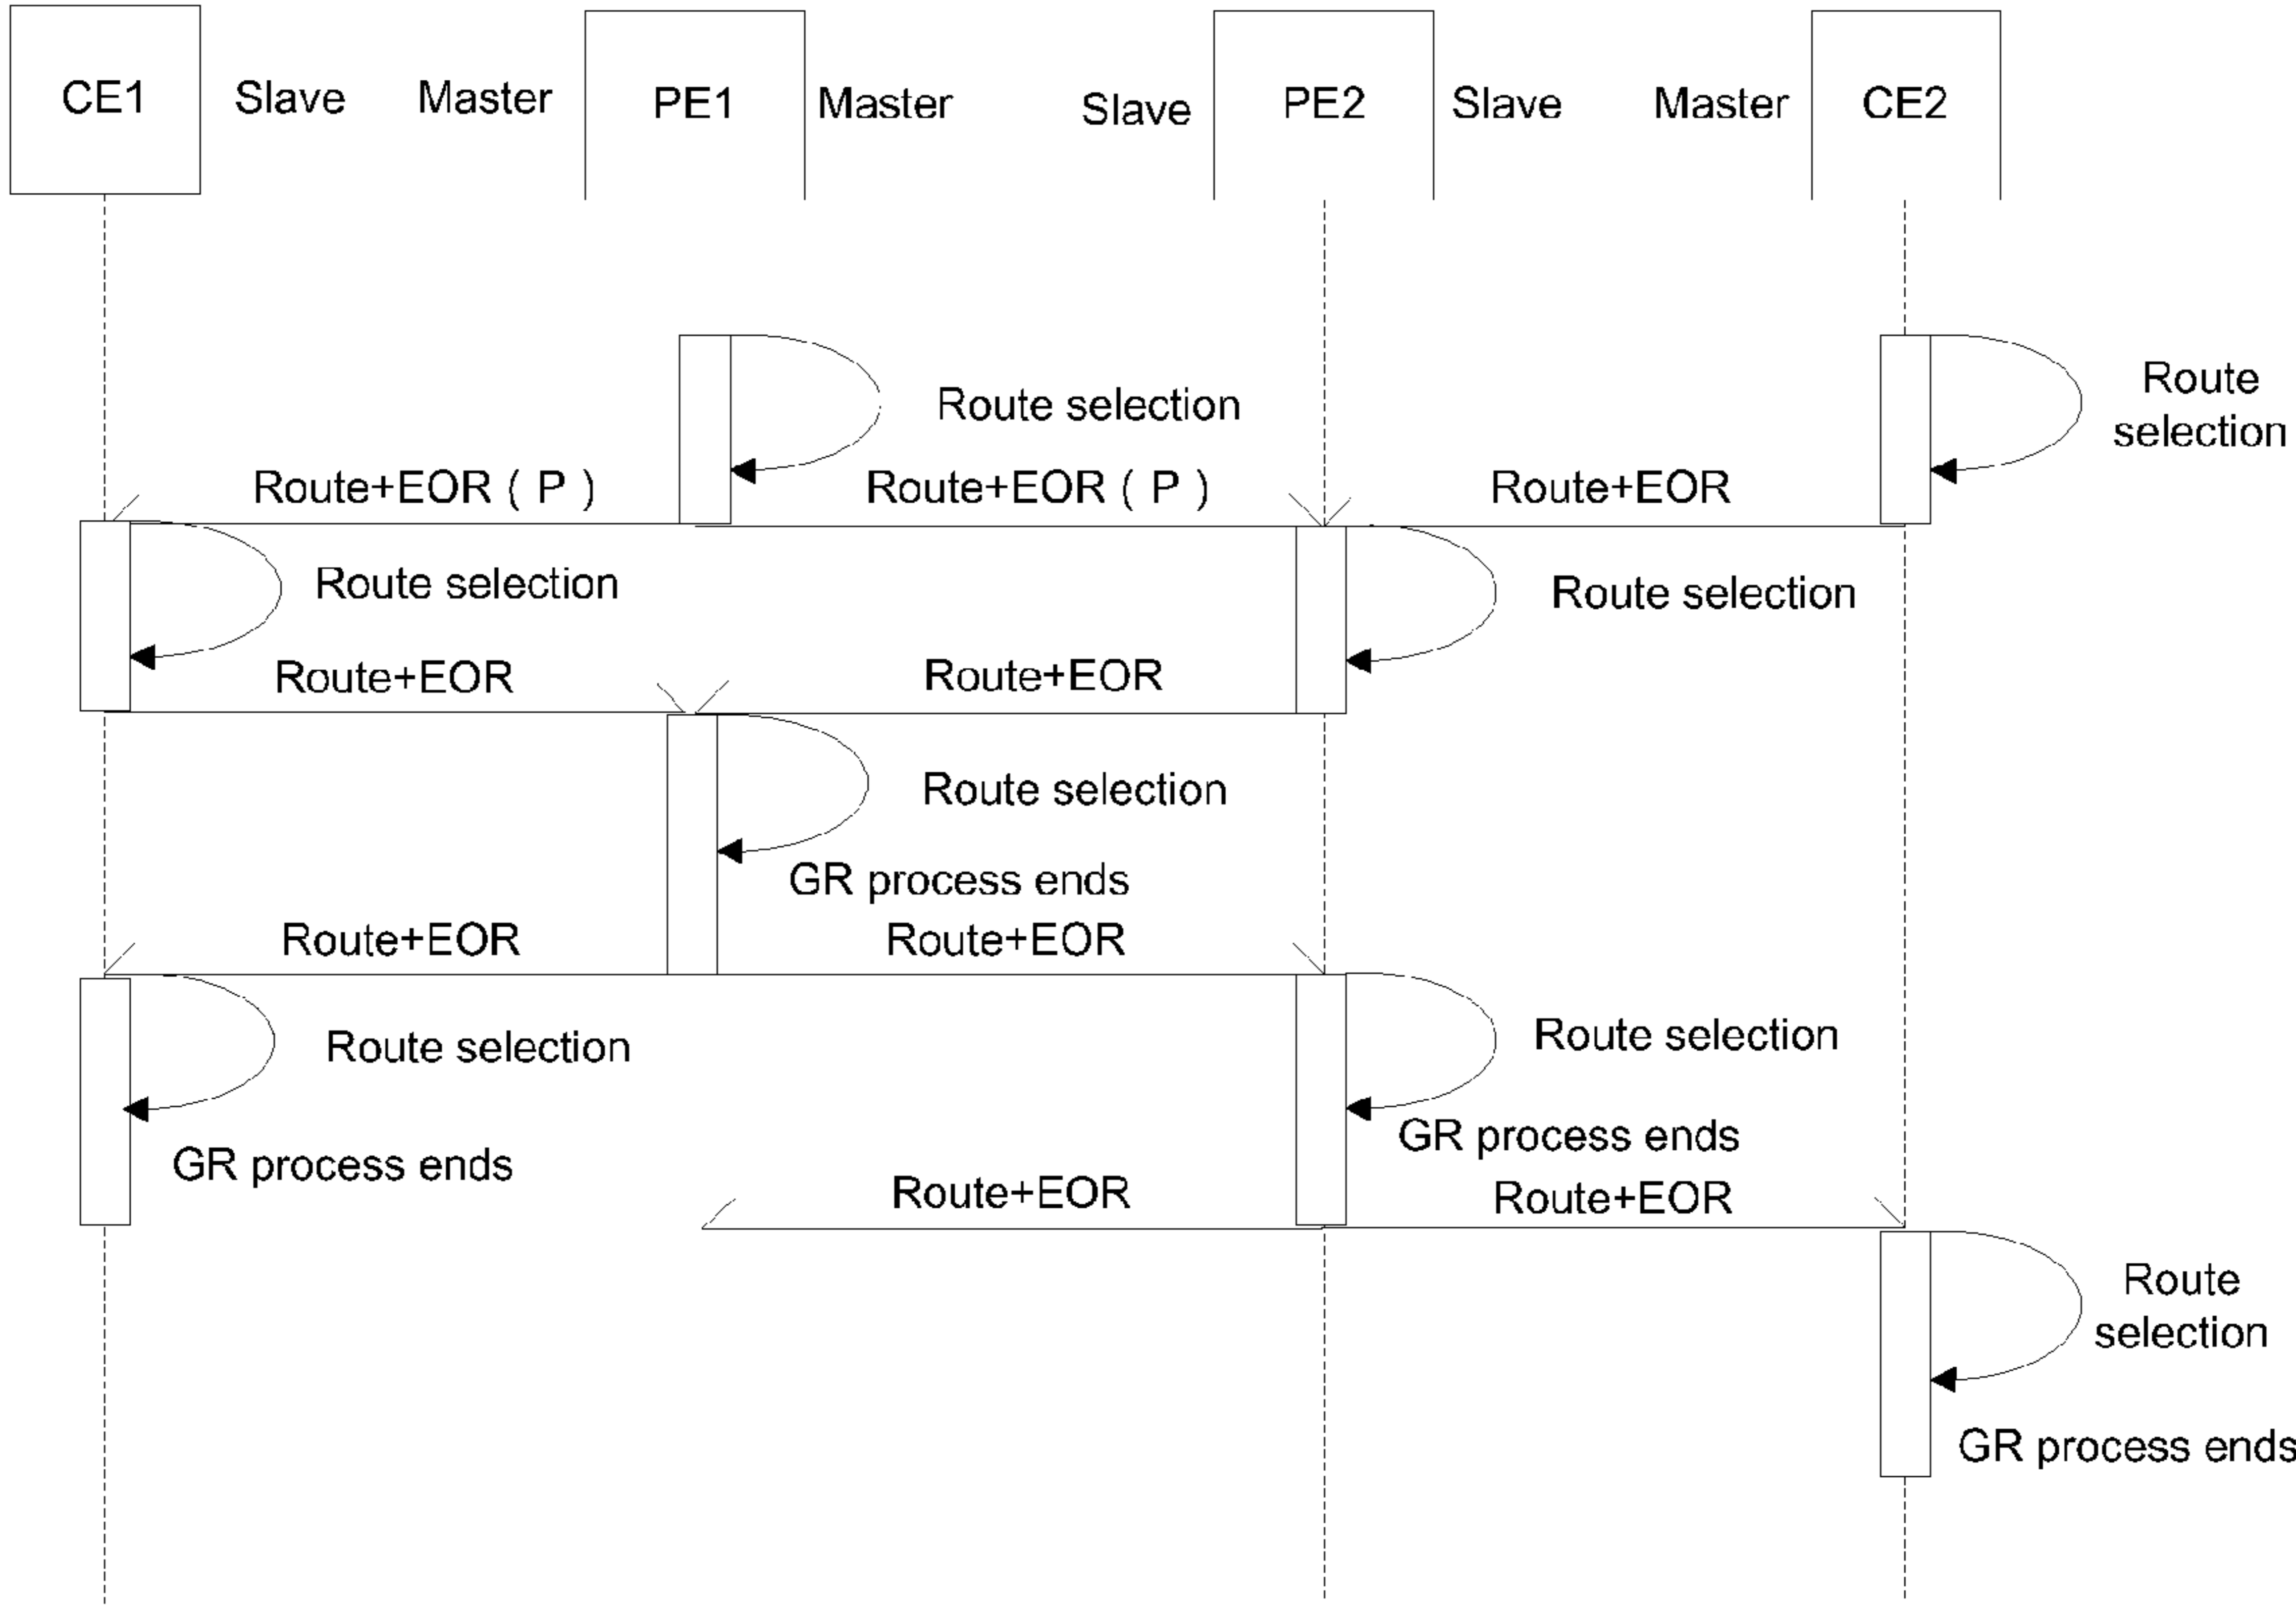 CE1
Slave
Master
PE1
Master
Slave
PE2
Slave
Master
CE2
Route selection
Route
selection
Route+EOR ( P )
Route+EOR ( P )
Route+EOR
Route selection
Route selection
Route+EOR
Route+EOR
Route selection
GR process ends
Route+EOR
Route+EOR
Route selection
Route selection
GR process ends
GR process ends
Route+EOR
Route+EOR
Route
selection
GR process ends